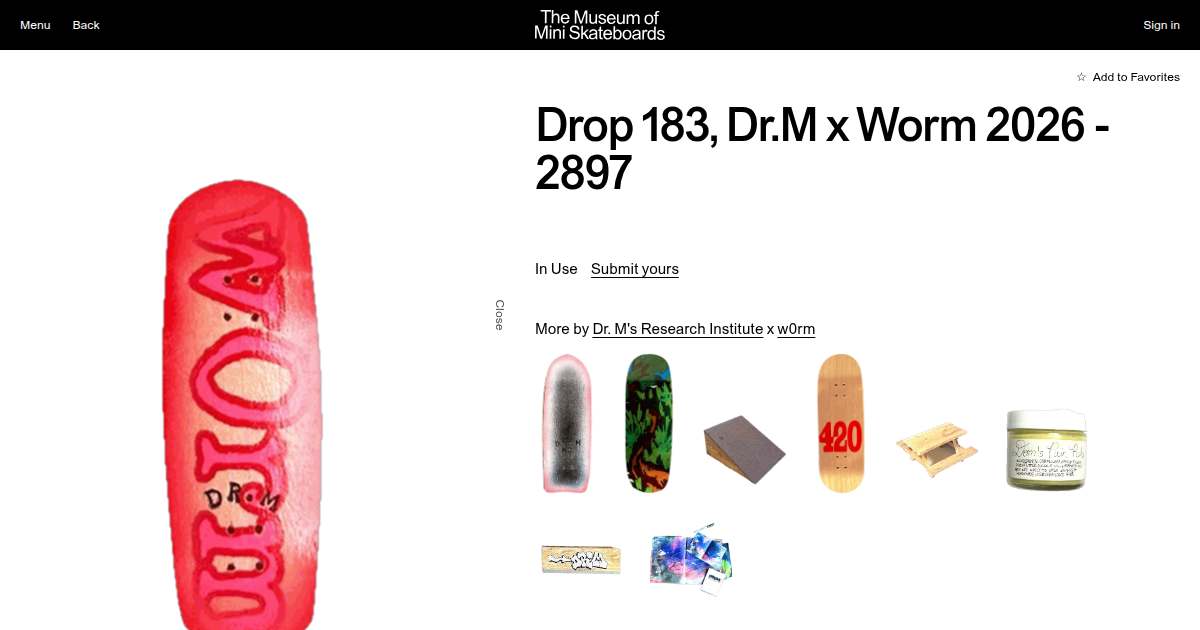 Menu
Back
The Museum of
Mini Skateboards
Sign in
☆ Add to Favorites
Drop 183, Dr.M x Worm 2026 -
2897
In Use
Submit yours
Close
More by Dr. M's Research Institute x w0rm
worm
DR.M
420